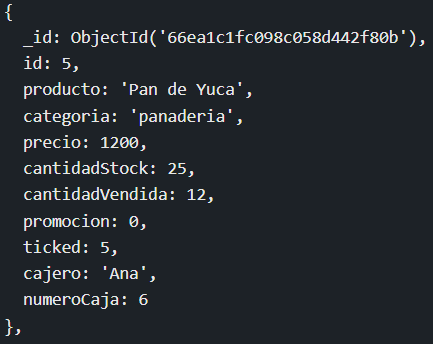 {
_id: ObjectId('66ea1c1fc098c058d442f80b'),
id: 5,
producto: 'Pan de Yuca',
categoria: 'panaderia',
precio: 1200,
cantidadStock: 25,
cantidadVendida: 12,
promocion: 0,
ticked: 5,
cajero: 'Ana',
numeroCaja: 6
},